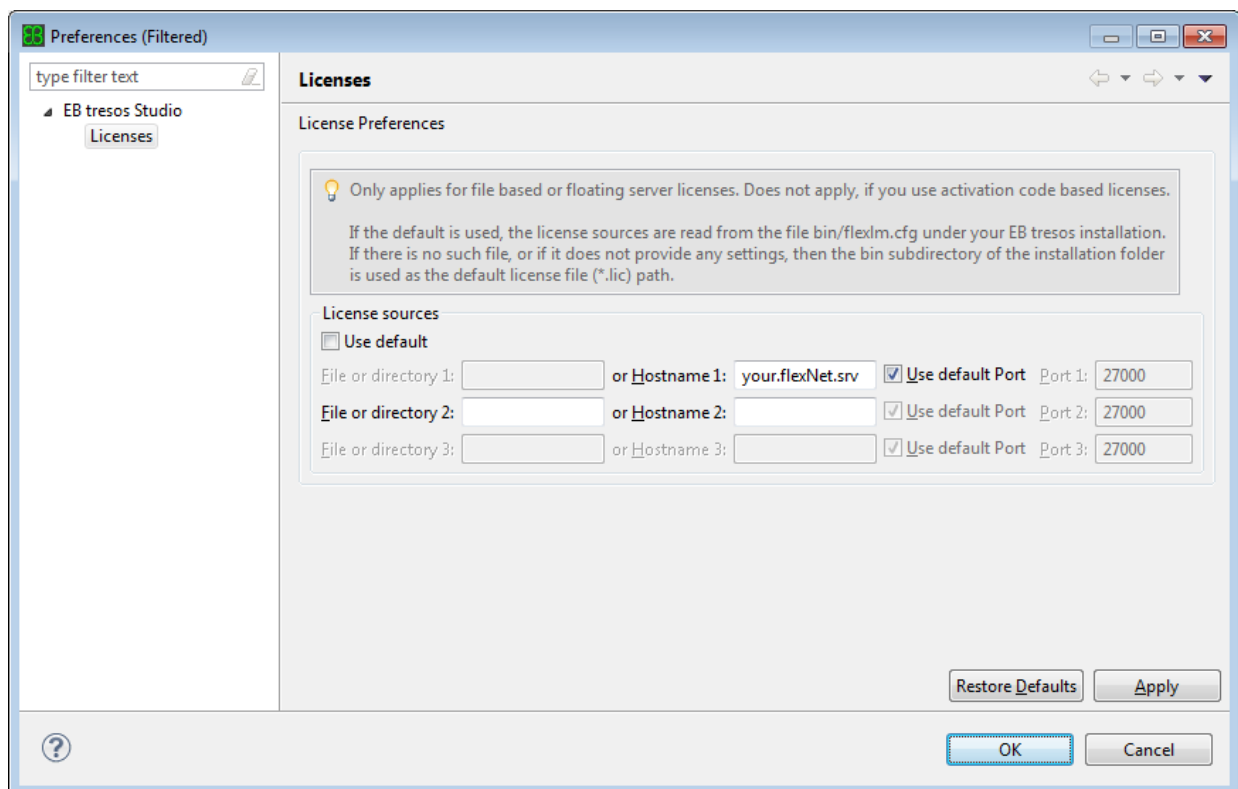 Preferences (Filtered)
type filter text
EB tresos Studio
Licenses
Licenses
License Preferences
Only applies for file based or floating server licenses. Does not apply, if you use activation code based licenses.
If the default is used, the license sources are read from the file bin/flexlm.cfg under your EB tresos installation.
If there is no such file, or if it does not provide any settings, then the bin subdirectory of the installation folder
is used as the default license file (*.lic) path.
License sources
Use default
File or directory 1: or Hostname 1: your.flexNet.srv Use default Port Port 1: 27000
File or directory 2: or Hostname 2: Use default Port Port 2: 27000
File or directory 3: or Hostname 3: Use default Port Port 3: 27000
Restore Defaults Apply
OK Cancel